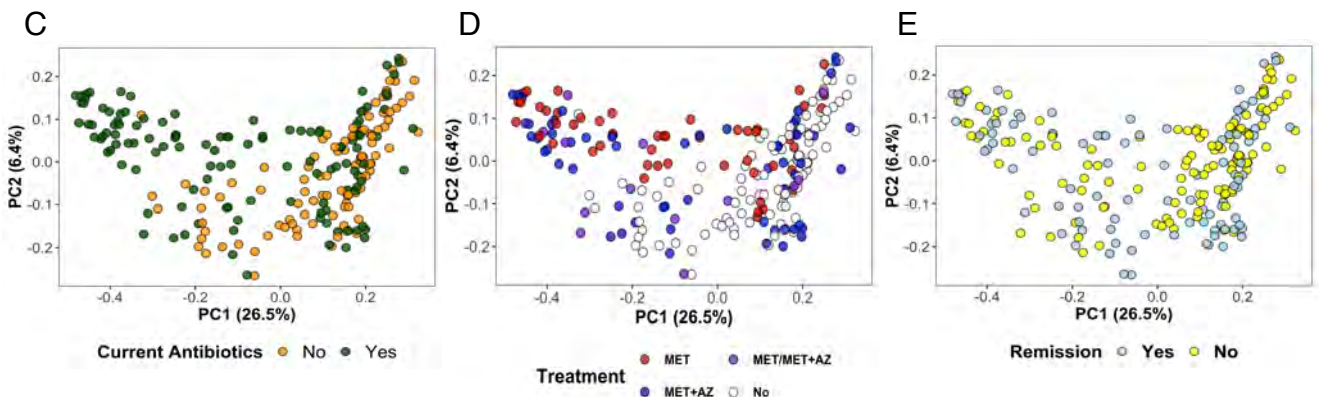 C
D
E
PC2 (6.4%)
0.2
0.1
0.0
-0.1
-0.2
-0.4
-0.2
0.0
0.2
PC1 (26.5%)
Current Antibiotics No Yes
PC2 (6.4%)
0.2
0.1
0.0
-0.1
-0.2
-0.4
-0.2
0.0
0.2
PC1 (26.5%)
Treatment
MET
MET/MET+AZ
MET+AZ
No
PC2 (6.4%)
0.2
0.1
0.0
-0.1
-0.2
-0.4
-0.2
0.0
0.2
PC1 (26.5%)
Remission Yes No